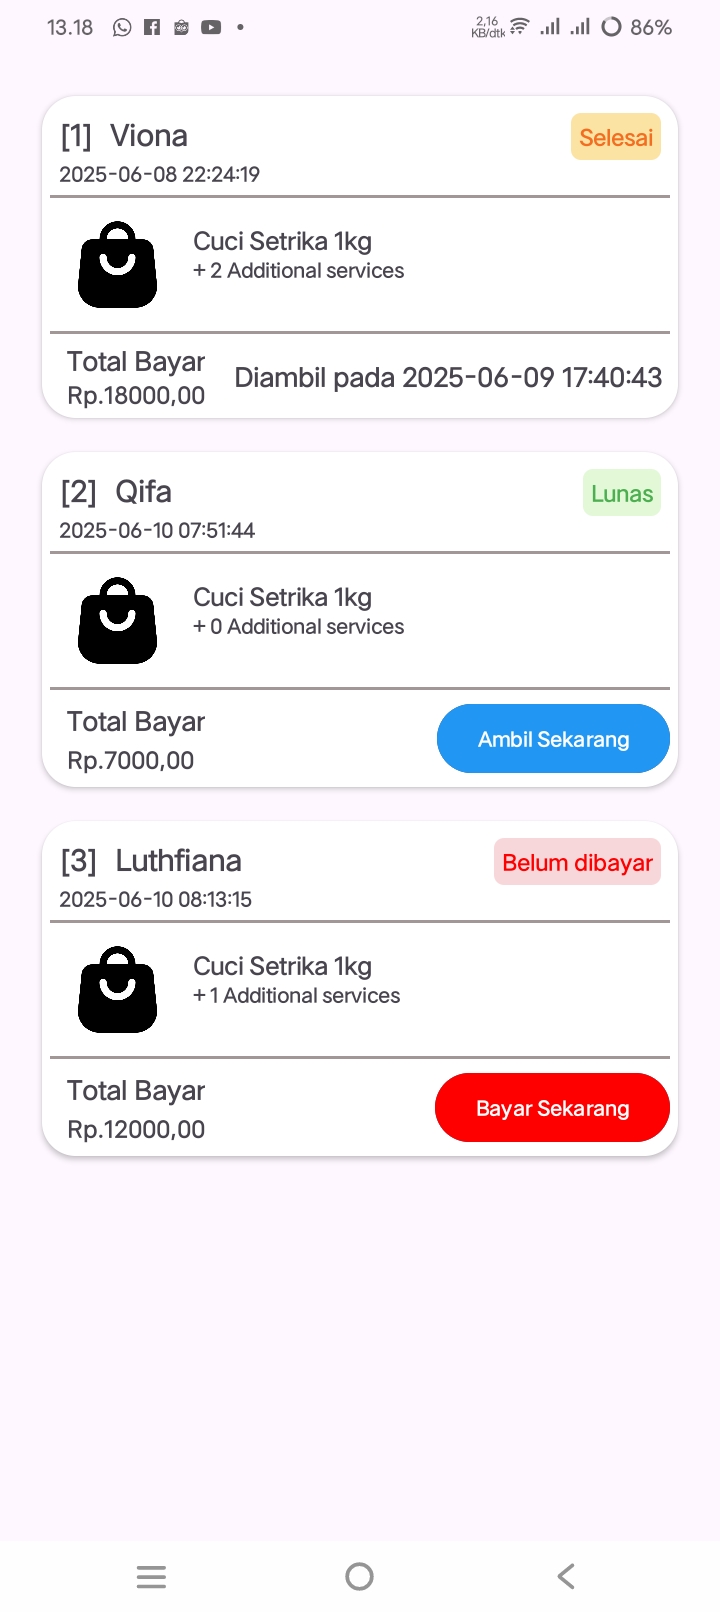 13.18
2,16
KB/dtk
86%
[1] Viona
Selesai
2025-06-08 22:24:19
Cuci Setrika 1kg
+ 2 Additional services
Total Bayar
Rp.18000,00
Diambil pada 2025-06-09 17:40:43
[2] Qifa
Lunas
2025-06-10 07:51:44
Cuci Setrika 1kg
+ 0 Additional services
Total Bayar
Rp.7000,00
Ambil Sekarang
[3] Luthfiana
Belum dibayar
2025-06-10 08:13:15
Cuci Setrika 1kg
+ 1 Additional services
Total Bayar
Rp.12000,00
Bayar Sekarang